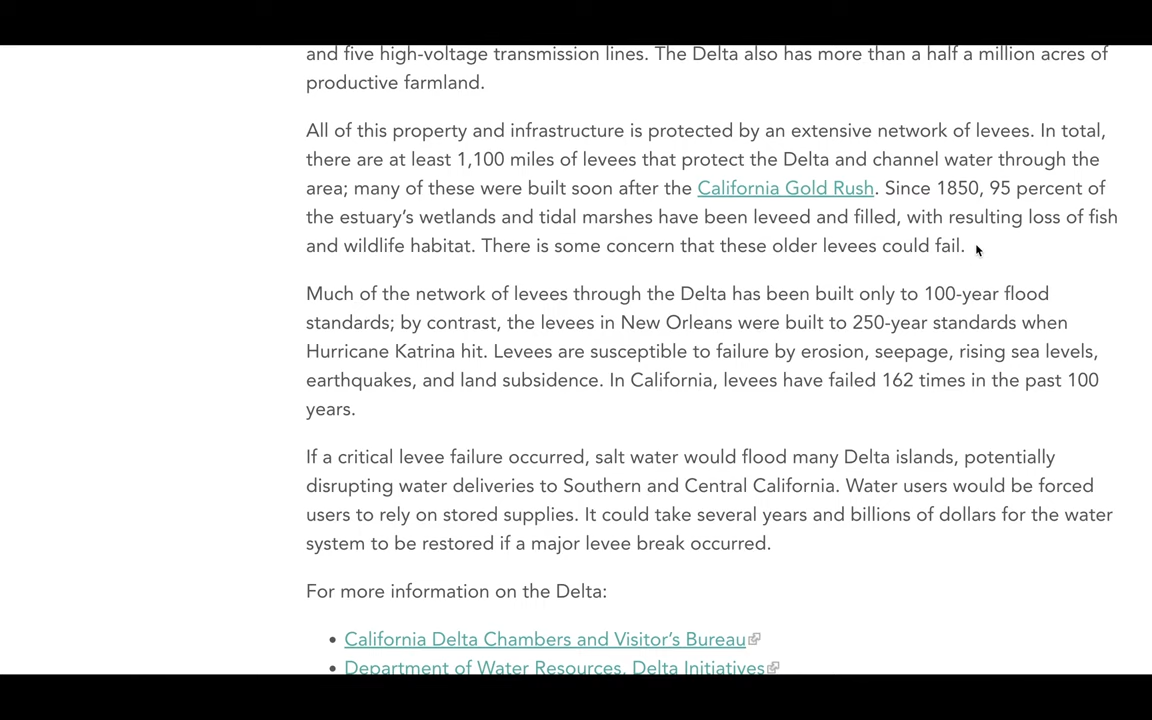 and five high-voltage transmission lines. The Delta also has more than a half a million acres of
productive farmland.
All of this property and infrastructure is protected by an extensive network of levees. In total,
there are at least 1,100 miles of levees that protect the Delta and channel water through the
area; many of these were built soon after the California Gold Rush. Since 1850, 95 percent of
the estuary’s wetlands and tidal marshes have been leveed and filled, with resulting loss of fish
and wildlife habitat. There is some concern that these older levees could fail.
Much of the network of levees through the Delta has been built only to 100-year flood
standards; by contrast, the levees in New Orleans were built to 250-year standards when
Hurricane Katrina hit. Levees are susceptible to failure by erosion, seepage, rising sea levels,
earthquakes, and land subsidence. In California, levees have failed 162 times in the past 100
years.
If a critical levee failure occurred, salt water would flood many Delta islands, potentially
disrupting water deliveries to Southern and Central California. Water users would be forced
users to rely on stored supplies. It could take several years and billions of dollars for the water
system to be restored if a major levee break occurred.
For more information on the Delta:
• California Delta Chambers and Visitor’s Bureau
• Department of Water Resources, Delta Initiatives